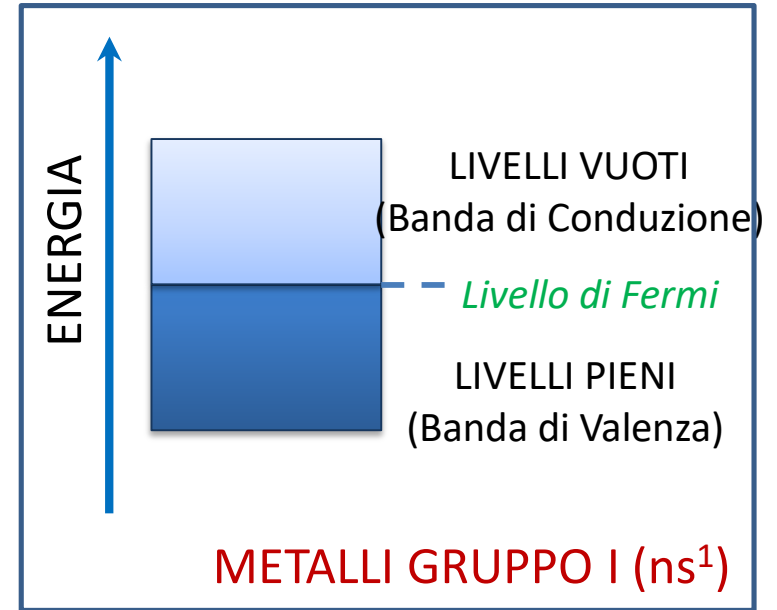 ENERGIA
LIVELLI VUOTI
(Banda di Conduzione)
Livello di Fermi
LIVELLI PIENI
(Banda di Valenza)
METALLI GRUPPO I (ns¹)